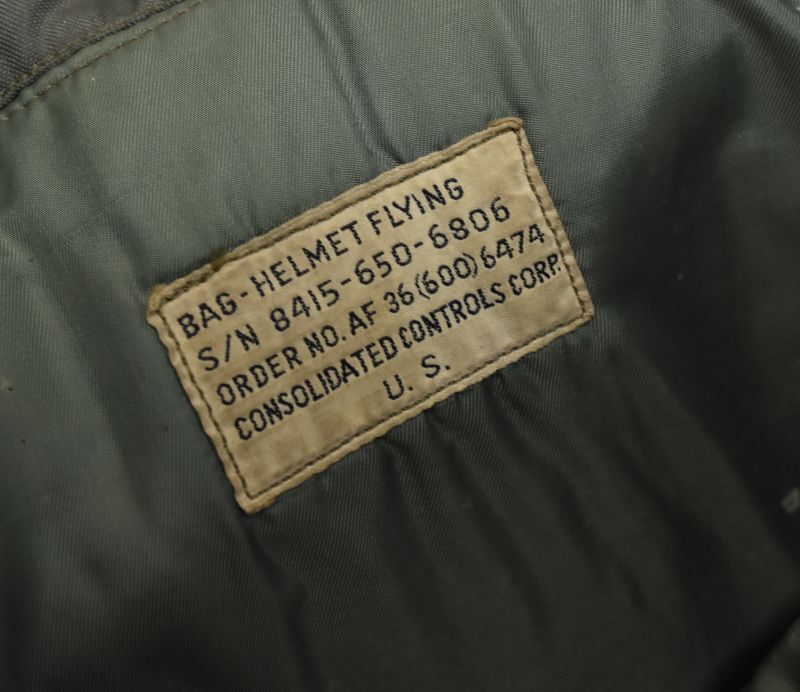 BAG-HELMET FLYING
S/N 8415-650-6806
ORDER NO. AF 36(600)6474
CONSOLIDATED CONTROLS CORP.
U. S.